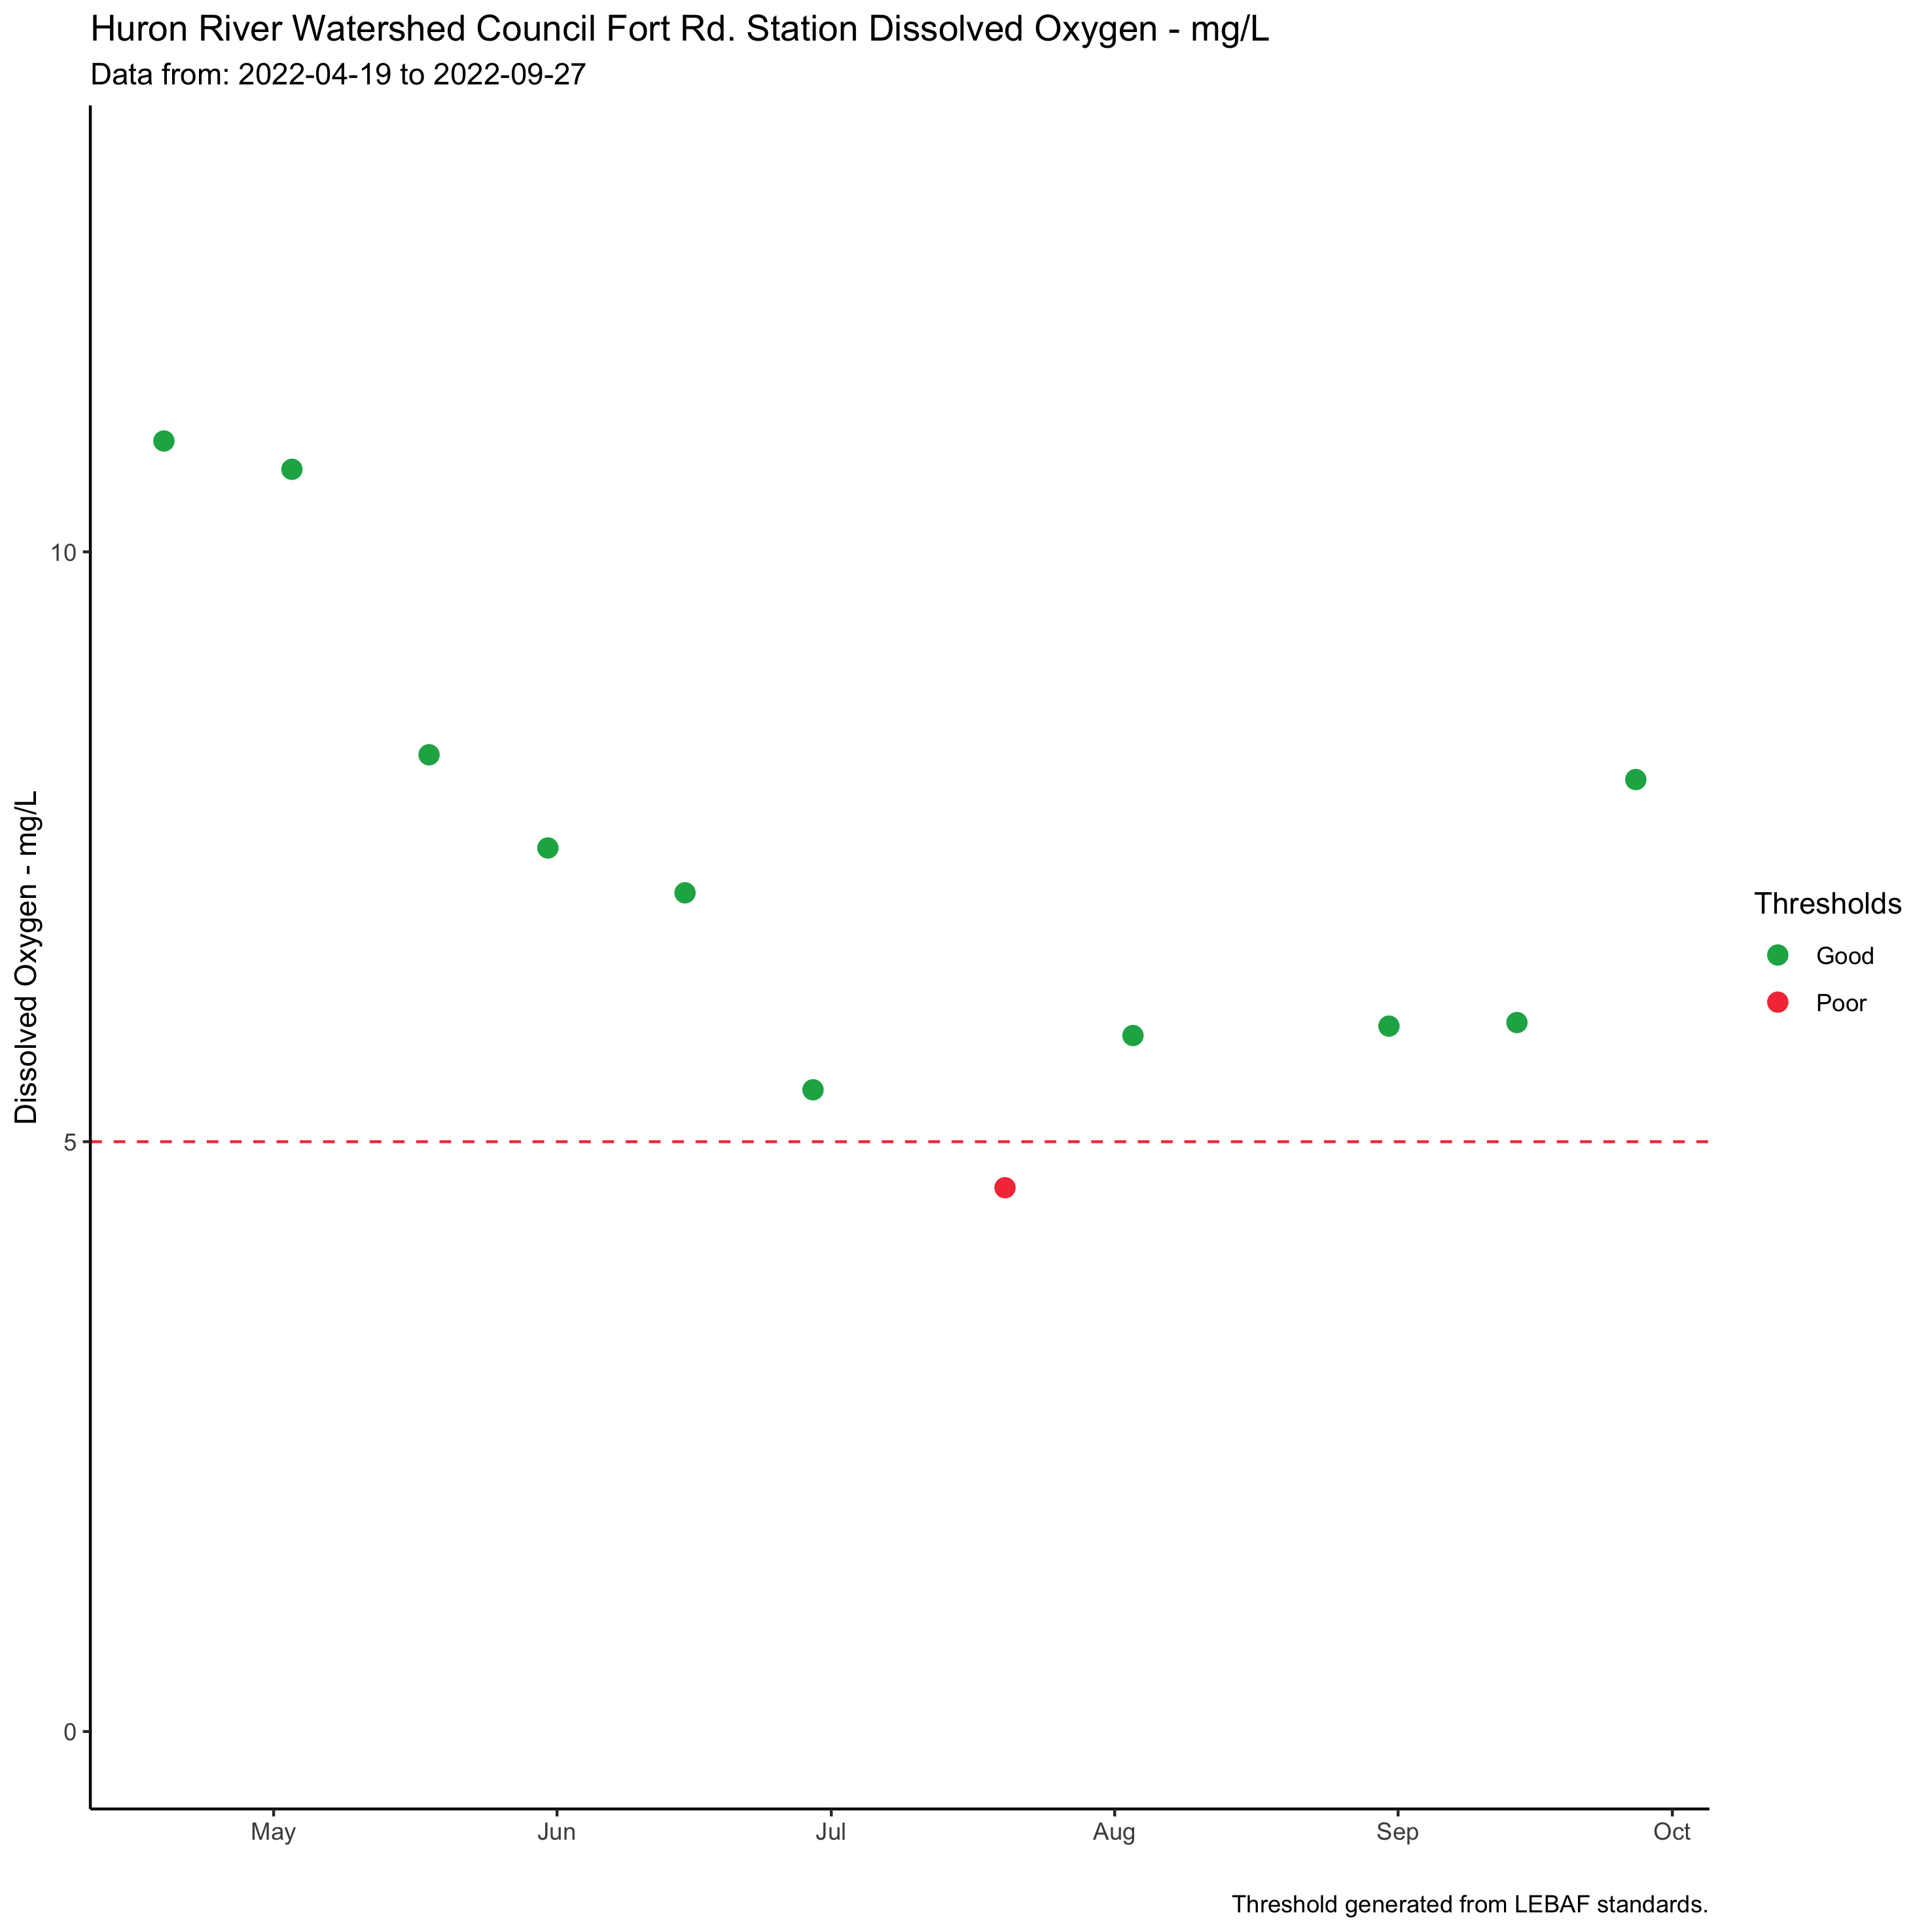 Huron River Watershed Council Fort Rd. Station Dissolved Oxygen - mg/L
Data from: 2022-04-19 to 2022-09-27
Dissolved Oxygen - mg/L
10
5
0
May
Jun
Jul
Aug
Sep
Oct
Thresholds
Good
Poor
Threshold generated from LEBAF standards.